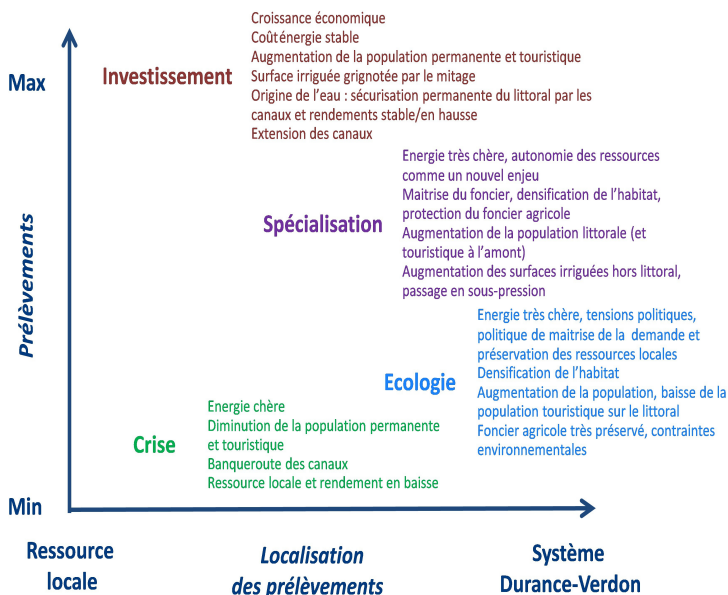 Croissance économique
Coût énergie stable
Augmentation de la population permanente et touristique
Investissement
Surface irriguée grignotée par le mitage
Max
Origine de l'eau : sécurisation permanente du littoral par les
canaux et rendements stable/en hausse
Extension des canaux
Energie très chère, autonomie des ressources
comme un nouvel enjeu
Maitrise du foncier, densification de l'habitat,
protection du foncier agricole
Spécialisation
Augmentation de la population littorale (et
touristique à l'amont)
Augmentation des surfaces irriguées hors littoral,
passage en sous-pression
Prélèvements
Energie très chère, tensions politiques,
politique de maitrise de la demande et
préservation des ressources locales
Densification de l'habitat
Ecologie
Augmentation de la population, baisse de la
population touristique sur le littoral
Foncier agricole très préservé, contraintes
environnementales
Energie chère
Diminution de la population permanente
et touristique
Crise
Banqueroute des canaux
Ressource locale et rendement en baisse
Min
Ressource
locale
Localisation
des prélèvements
Système
Durance-Verdon